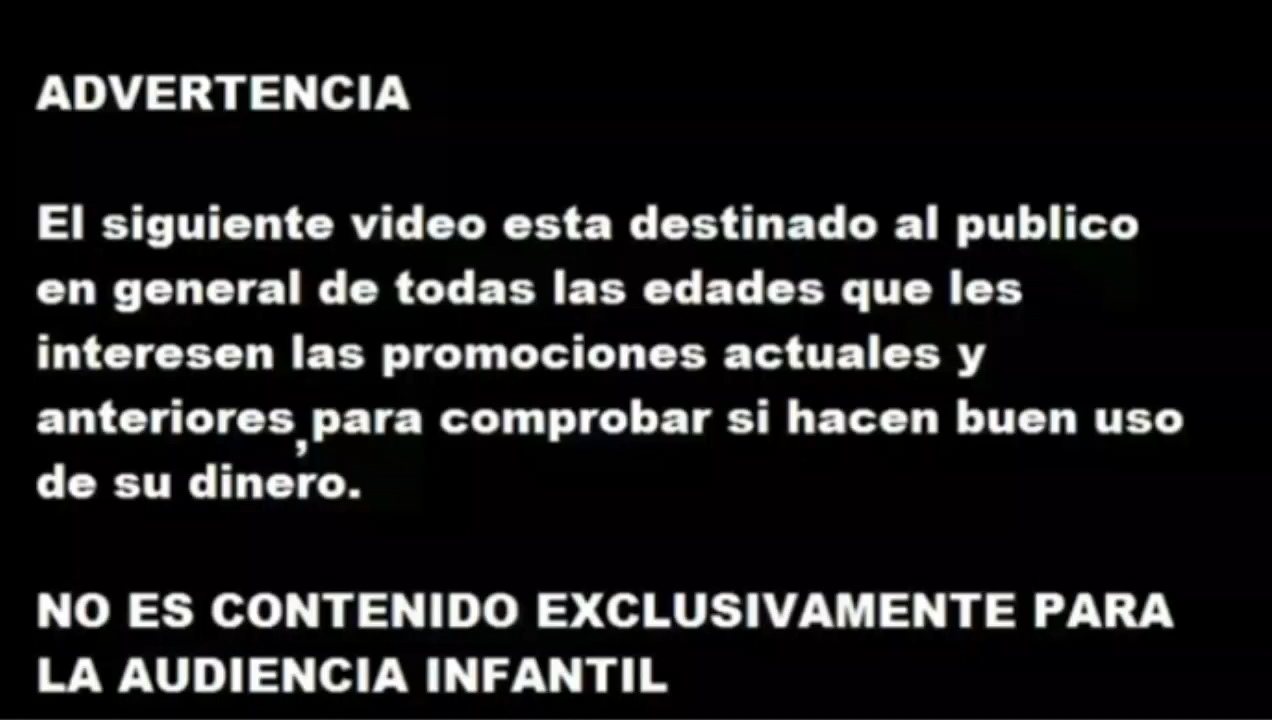 ADVERTENCIA
El siguiente video esta destinado al publico
en general de todas las edades que les
interesen las promociones actuales y
anteriores,para comprobar si hacen buen uso
de su dinero.
NO ES CONTENIDO EXCLUSIVAMENTE PARA
LA AUDIENCIA INFANTIL